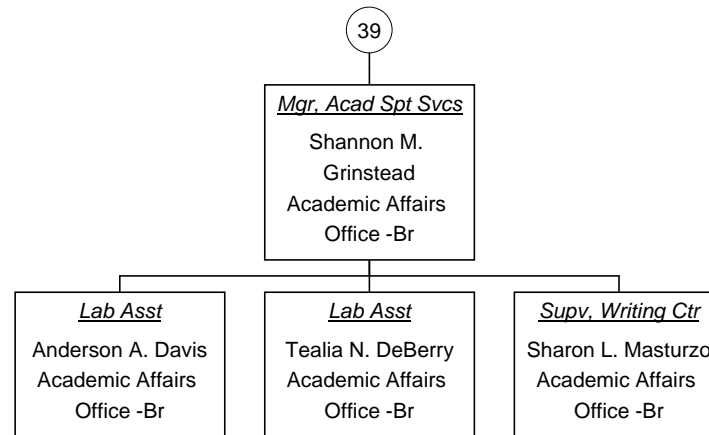 39
Mgr, Acad Spt Svcs
Shannon M.
Grinstead
Academic Affairs
Office -Br
Lab Asst
Anderson A. Davis
Academic Affairs
Office -Br
Lab Asst
Tealia N. DeBerry
Academic Affairs
Office -Br
Supv, Writing Ctr
Sharon L. Masturzo
Academic Affairs
Office -Br